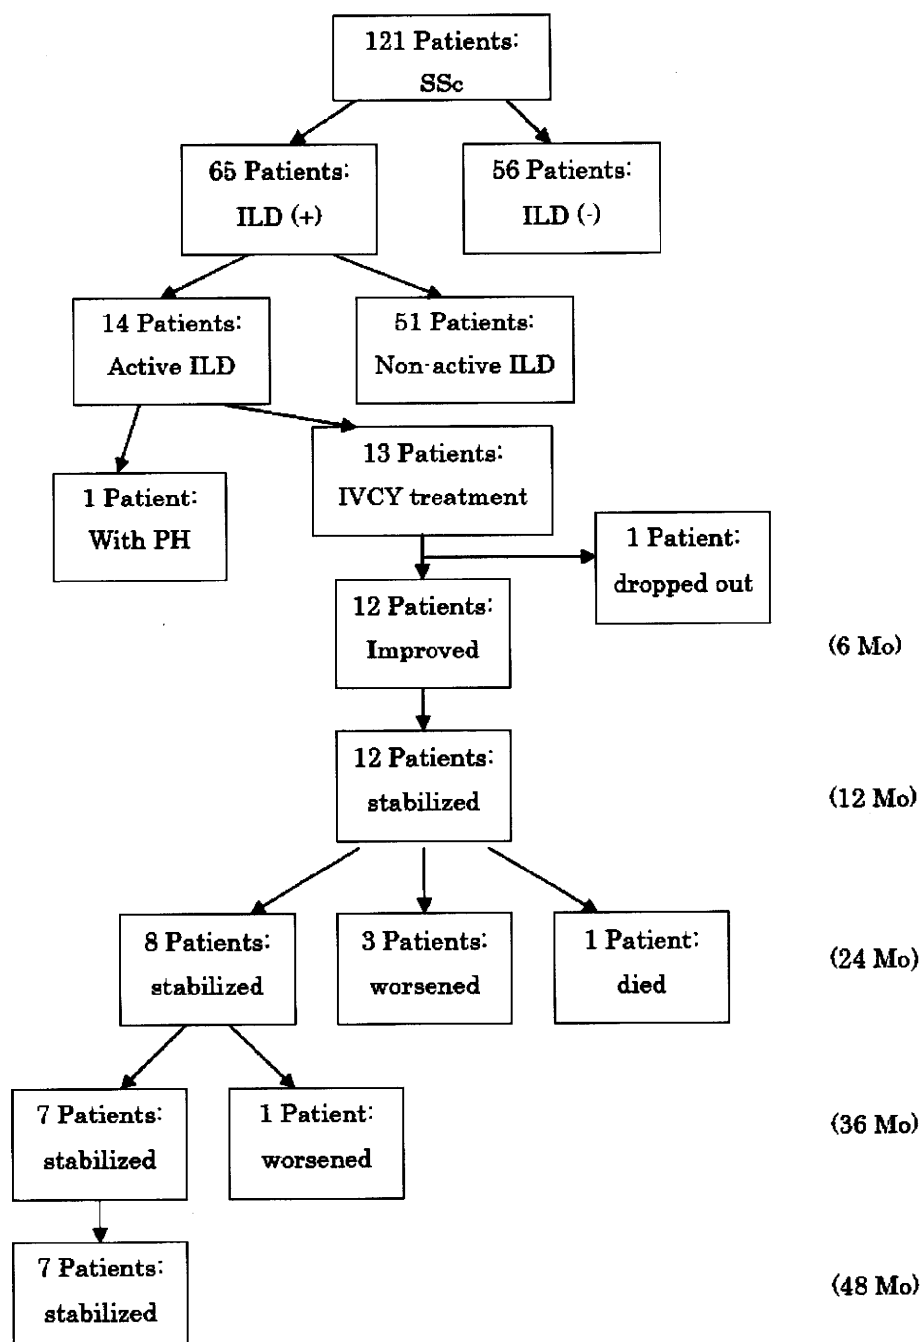 121 Patients:
SSc
65 Patients:
ILD (+)
56 Patients:
ILD (-)
14 Patients:
Active ILD
51 Patients:
Non-active ILD
13 Patients:
IVCY treatment
1 Patient:
With PH
1 Patient:
dropped out
12 Patients:
Improved
(6 Mo)
12 Patients:
stabilized
(12 Mo)
8 Patients:
stabilized
3 Patients:
worsened
1 Patient:
died
(24 Mo)
7 Patients:
stabilized
1 Patient:
worsened
(36 Mo)
7 Patients:
stabilized
(48 Mo)